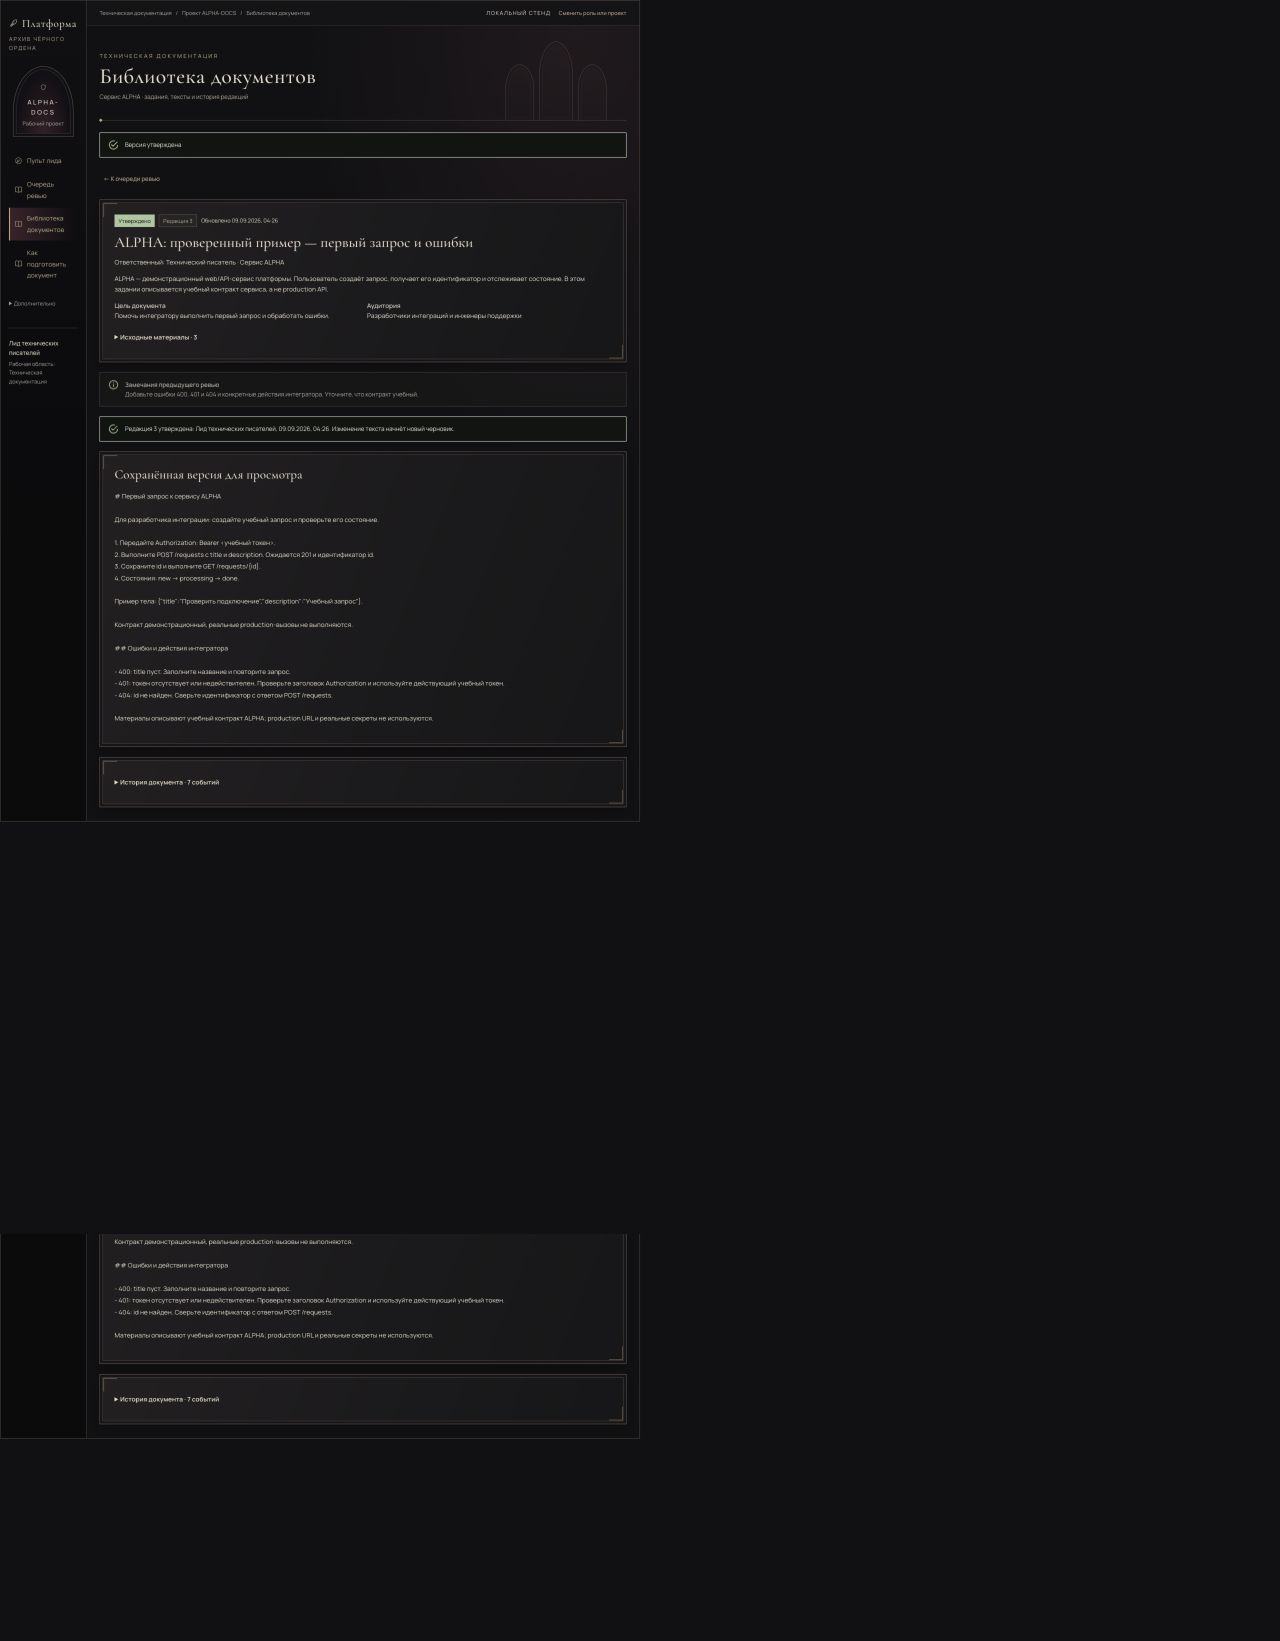 Платформа
АРХИВ ЧЁРНОГО
ОРДЕНА
ALPHA-
DOCS
Рабочий проект
Пульт лида
Очередь
ревью
Библиотека
документов
Как
подготовить
документ
Дополнительно
Лид технических
писателей
Рабочая область:
Техническая
документация
Техническая документация / Проект ALPHA-DOCS / Библиотека документов
ЛОКАЛЬНЫЙ СТЕНД Сменить роль или проект
ТЕХНИЧЕСКАЯ ДОКУМЕНТАЦИЯ
Библиотека документов
Сервис ALPHA · задания, тексты и история редакций
Версия утверждена
← К очереди ревью
Утверждено Редакция 3 Обновлено 09.09.2026, 04:26
ALPHA: проверенный пример — первый запрос и ошибки
Ответственный: Технический писатель · Сервис ALPHA
ALPHA — демонстрационный web/API-сервис платформы. Пользователь создаёт запрос, получает его идентификатор и отслеживает состояние. В этом
задании описывается учебный контракт сервиса, а не production API.
Цель документа Аудитория
Помочь интегратору выполнить первый запрос и обработать ошибки. Разработчики интеграций и инженеры поддержки
Исходные материалы · 3
Замечания предыдущего ревью
Добавьте ошибки 400, 401 и 404 и конкретные действия интегратора. Уточните, что контракт учебный.
Редакция 3 утверждена: Лид технических писателей, 09.09.2026, 04:26. Изменение текста начнёт новый черновик.
Сохранённая версия для просмотра
# Первый запрос к сервису ALPHA
Для разработчика интеграции: создайте учебный запрос и проверьте его состояние.
1. Передайте Authorization: Bearer <учебный токен>.
2. Выполните POST /requests с title и description. Ожидается 201 и идентификатор id.
3. Сохраните id и выполните GET /requests/{id}.
4. Состояния: new → processing → done.
Пример тела: {"title":"Проверить подключение","description":"Учебный запрос"}.
Контракт демонстрационный, реальные production-вызовы не выполняются.
## Ошибки и действия интегратора
- 400: title пуст. Заполните название и повторите запрос.
- 401: токен отсутствует или недействителен. Проверьте заголовок Authorization и используйте действующий учебный токен.
- 404: id не найден. Сверьте идентификатор с ответом POST /requests.
Материалы описывают учебный контракт ALPHA; production URL и реальные секреты не используются.
История документа · 7 событий
Контракт демонстрационный, реальные production-вызовы не выполняются.
## Ошибки и действия интегратора
- 400: title пуст. Заполните название и повторите запрос.
- 401: токен отсутствует или недействителен. Проверьте заголовок Authorization и используйте действующий учебный токен.
- 404: id не найден. Сверьте идентификатор с ответом POST /requests.
Материалы описывают учебный контракт ALPHA; production URL и реальные секреты не используются.
История документа · 7 событий